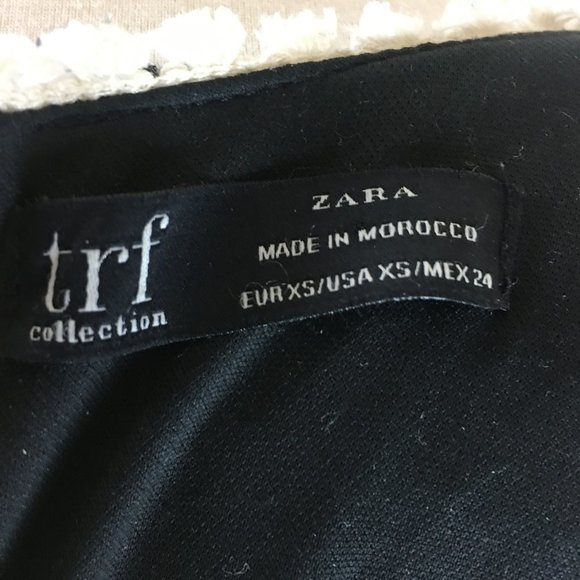 trf
collection
ZARA
MADE IN MOROCCO
EUR XS/USA XS/MEX 24